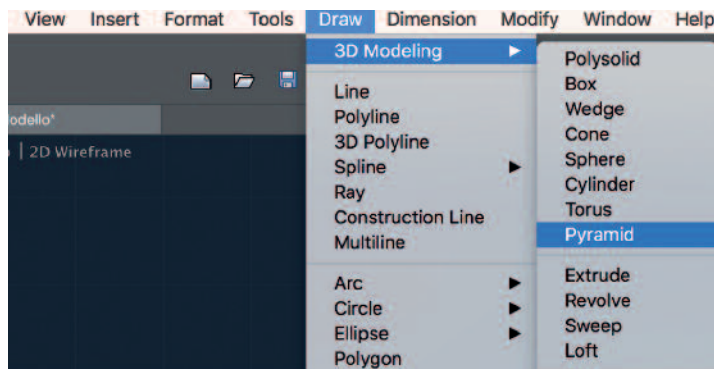 View Insert Format Tools Draw Dimension Modify Window Help
odello*
2D Wireframe
3D Modeling
Line
Polyline
3D Polyline
Spline
Ray
Construction Line
Multiline
Arc
Circle
Ellipse
Polygon
Polysolid
Box
Wedge
Cone
Sphere
Cylinder
Torus
Pyramid
Extrude
Revolve
Sweep
Loft